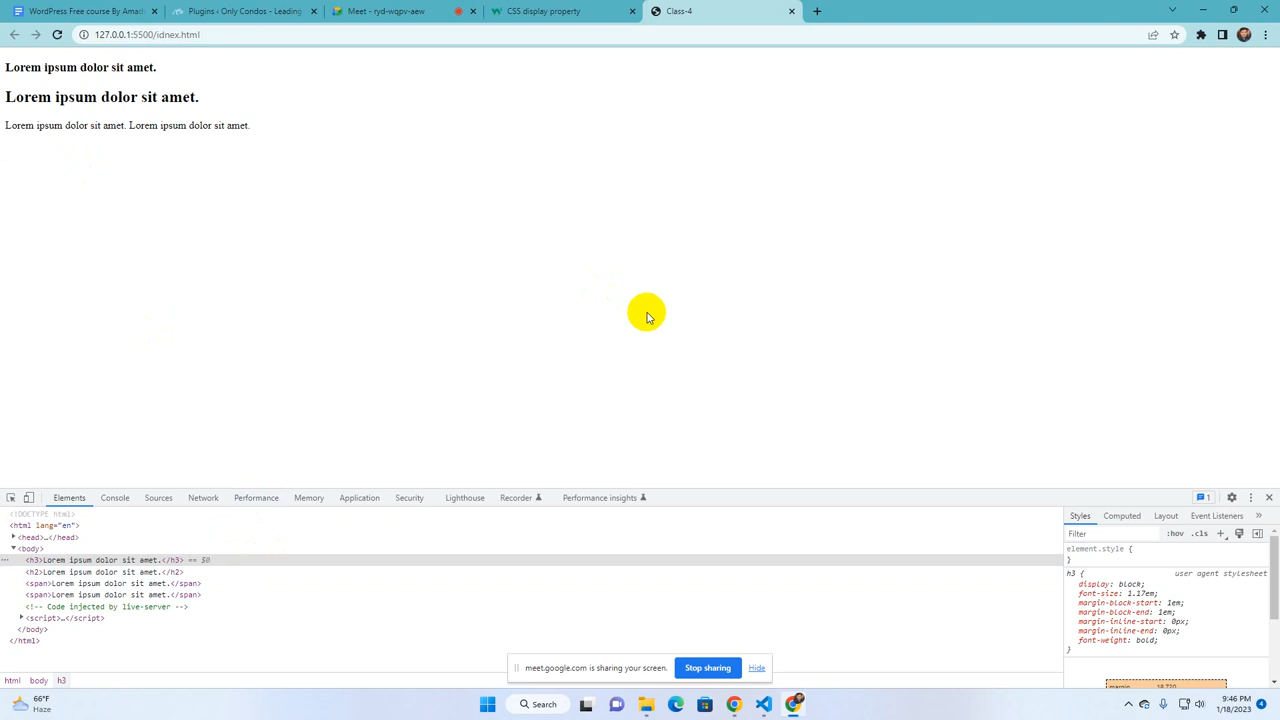 WordPress Free course By Amac
Plugins ‹ Only Condos - Leading
Meet - ryd-wqpv-aew
CSS display property
Class-4
127.0.0.1:5500/idnex.html
Lorem ipsum dolor sit amet.
Lorem ipsum dolor sit amet.
Lorem ipsum dolor sit amet. Lorem ipsum dolor sit amet.
Elements Console Sources Network Performance Memory Application Security Lighthouse Recorder Performance insights 1
<!DOCTYPE html>
<html lang="en">
<head>…</head>
<body>
<h3>Lorem ipsum dolor sit amet.</h3> == $0
<h2>Lorem ipsum dolor sit amet.</h2>
<span>Lorem ipsum dolor sit amet.</span>
<span>Lorem ipsum dolor sit amet.</span>
<!-- Code injected by live-server -->
<script>…</script>
</body>
</html>
html body h3
Styles Computed Layout Event Listeners »
Filter :hov .cls
element.style {
}
h3 { user agent stylesheet
display: block;
font-size: 1.17em;
margin-block-start: 1em;
margin-block-end: 1em;
margin-inline-start: 0px;
margin-inline-end: 0px;
font-weight: bold;
}
margin 18.720
meet.google.com is sharing your screen. Stop sharing Hide
66°F
Haze
Search
9:46 PM
1/18/2023
4